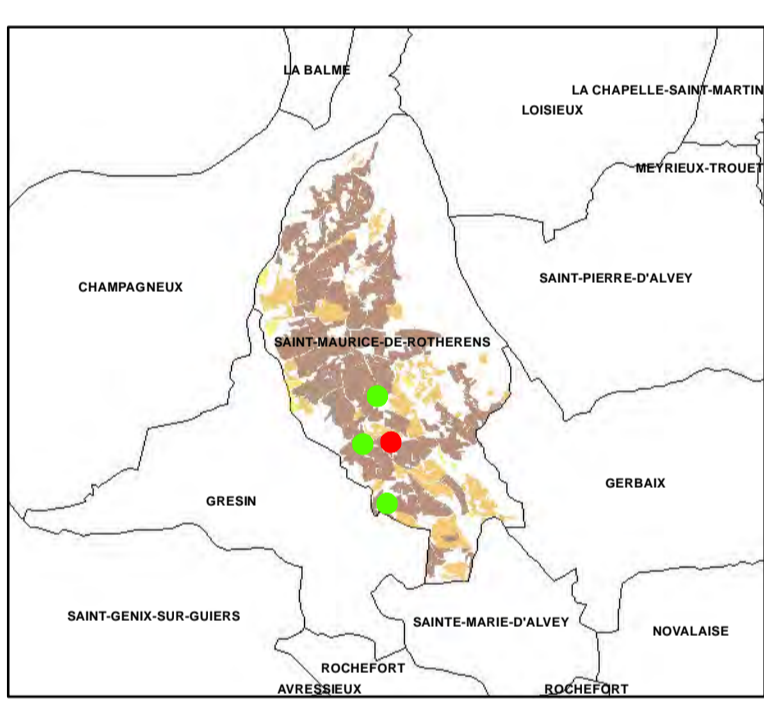 LA BALME
LA CHAPELLE-SAINT-MARTIN
LOISIEUX
MEYRIEUX-TROUET
SAINT-PIERRE-D'ALVEY
CHAMPAGNEUX
SAINT-MAURICE-DE-ROTHERENS
GERBAIX
GRESIN
SAINT-GENIX-SUR-GUIERS
SAINTE-MARIE-D'ALVEY
NOVALAISE
ROCHEFORT
AVRESSIEUX
ROCHEFORT